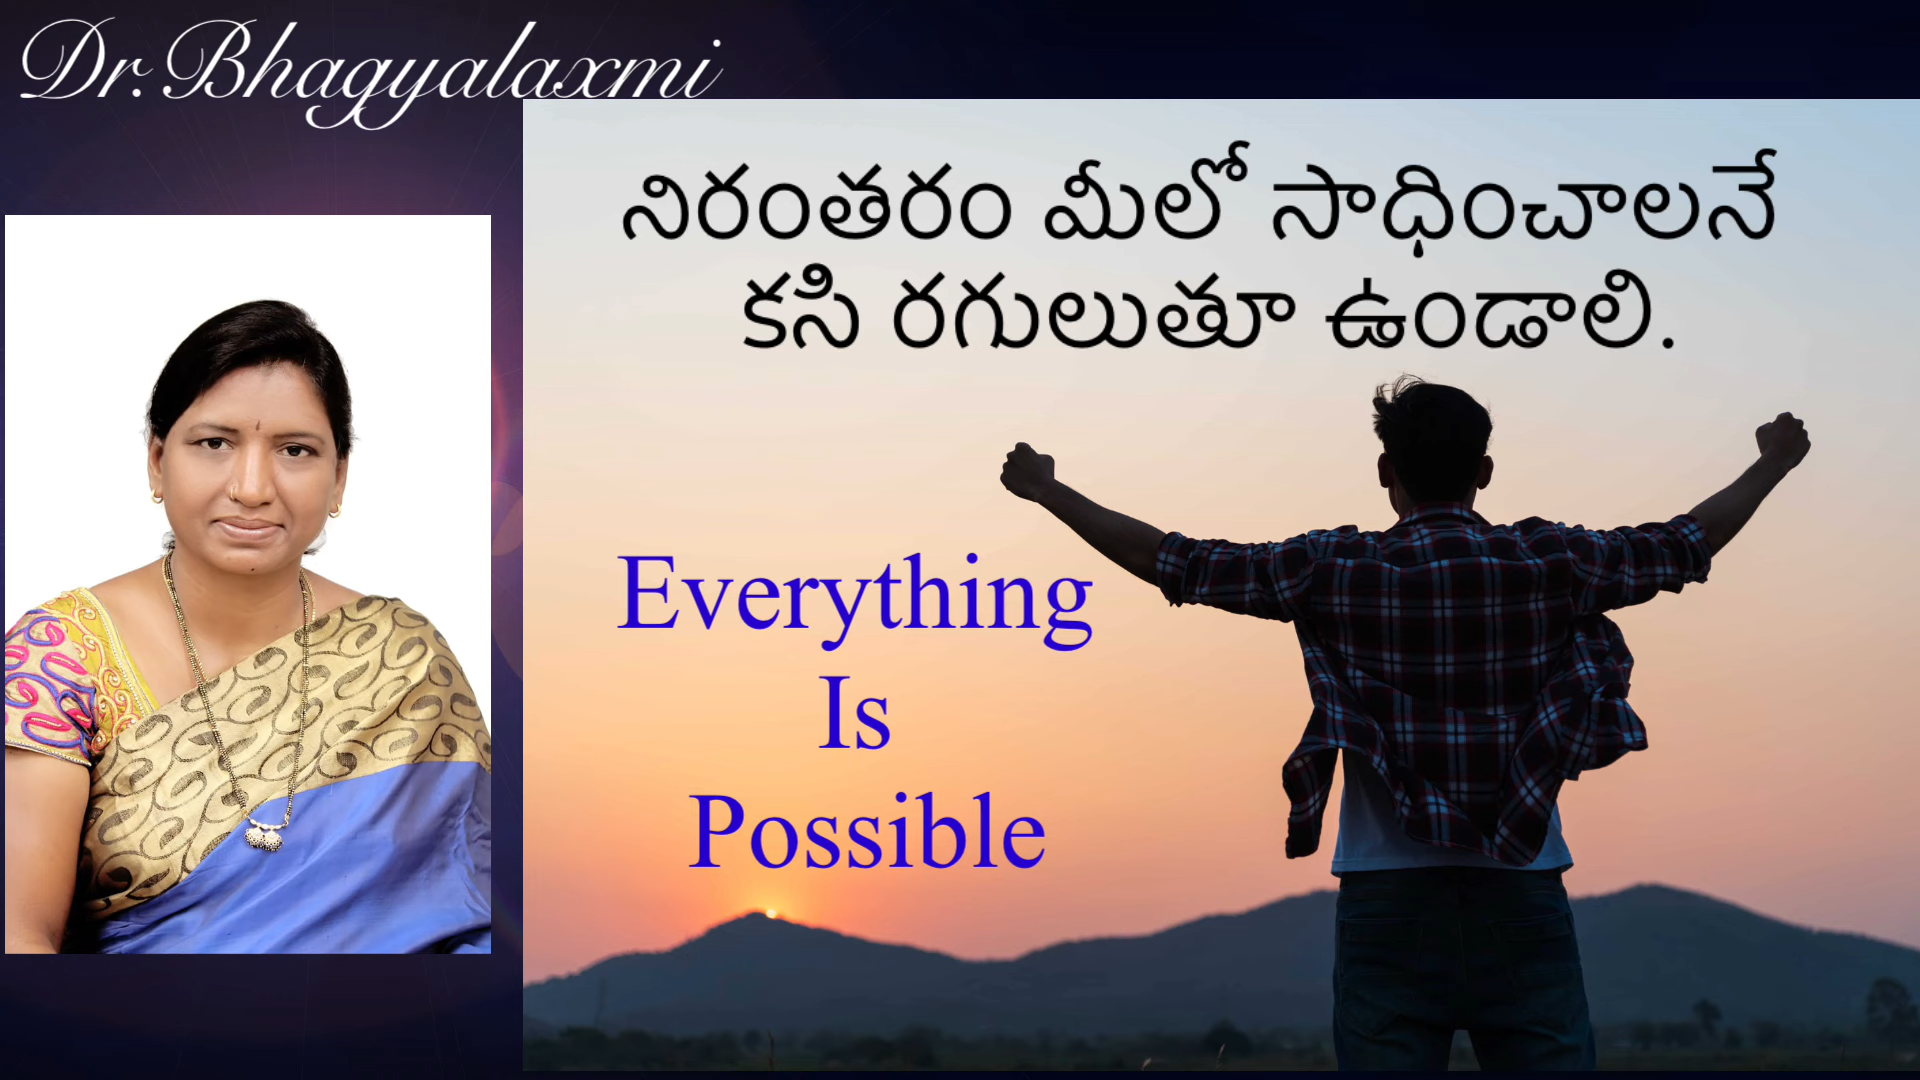 Dr.Bhagyalaxmi
నిరంతరం మీలో సాధించాలనే
కసి రగులుతూ ఉండాలి.
Everything
Is
Possible